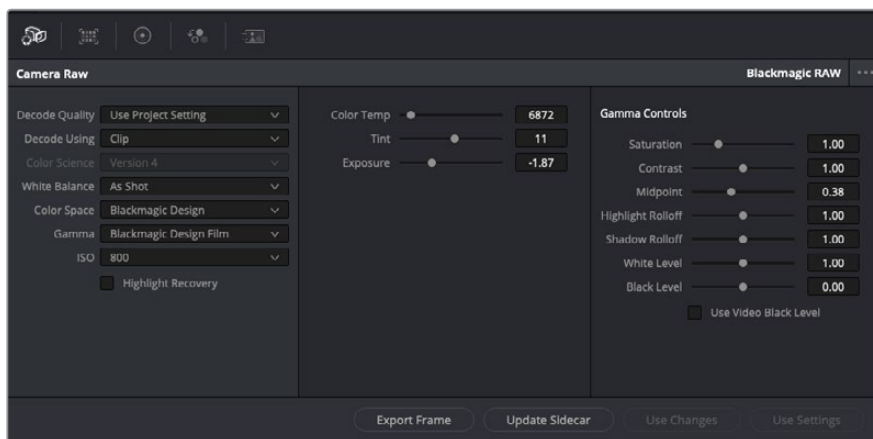 Camera Raw
Blackmagic RAW
Decode Quality Use Project Setting
Decode Using Clip
Color Science Version 4
White Balance As Shot
Color Space Blackmagic Design
Gamma Blackmagic Design Film
ISO 800
Highlight Recovery
Color Temp 6872
Tint 11
Exposure -1.87
Gamma Controls
Saturation 1.00
Contrast 1.00
Midpoint 0.38
Highlight Rolloff 1.00
Shadow Rolloff 1.00
White Level 1.00
Black Level 0.00
Use Video Black Level
Export Frame
Update Sidecar
Use Changes
Use Settings